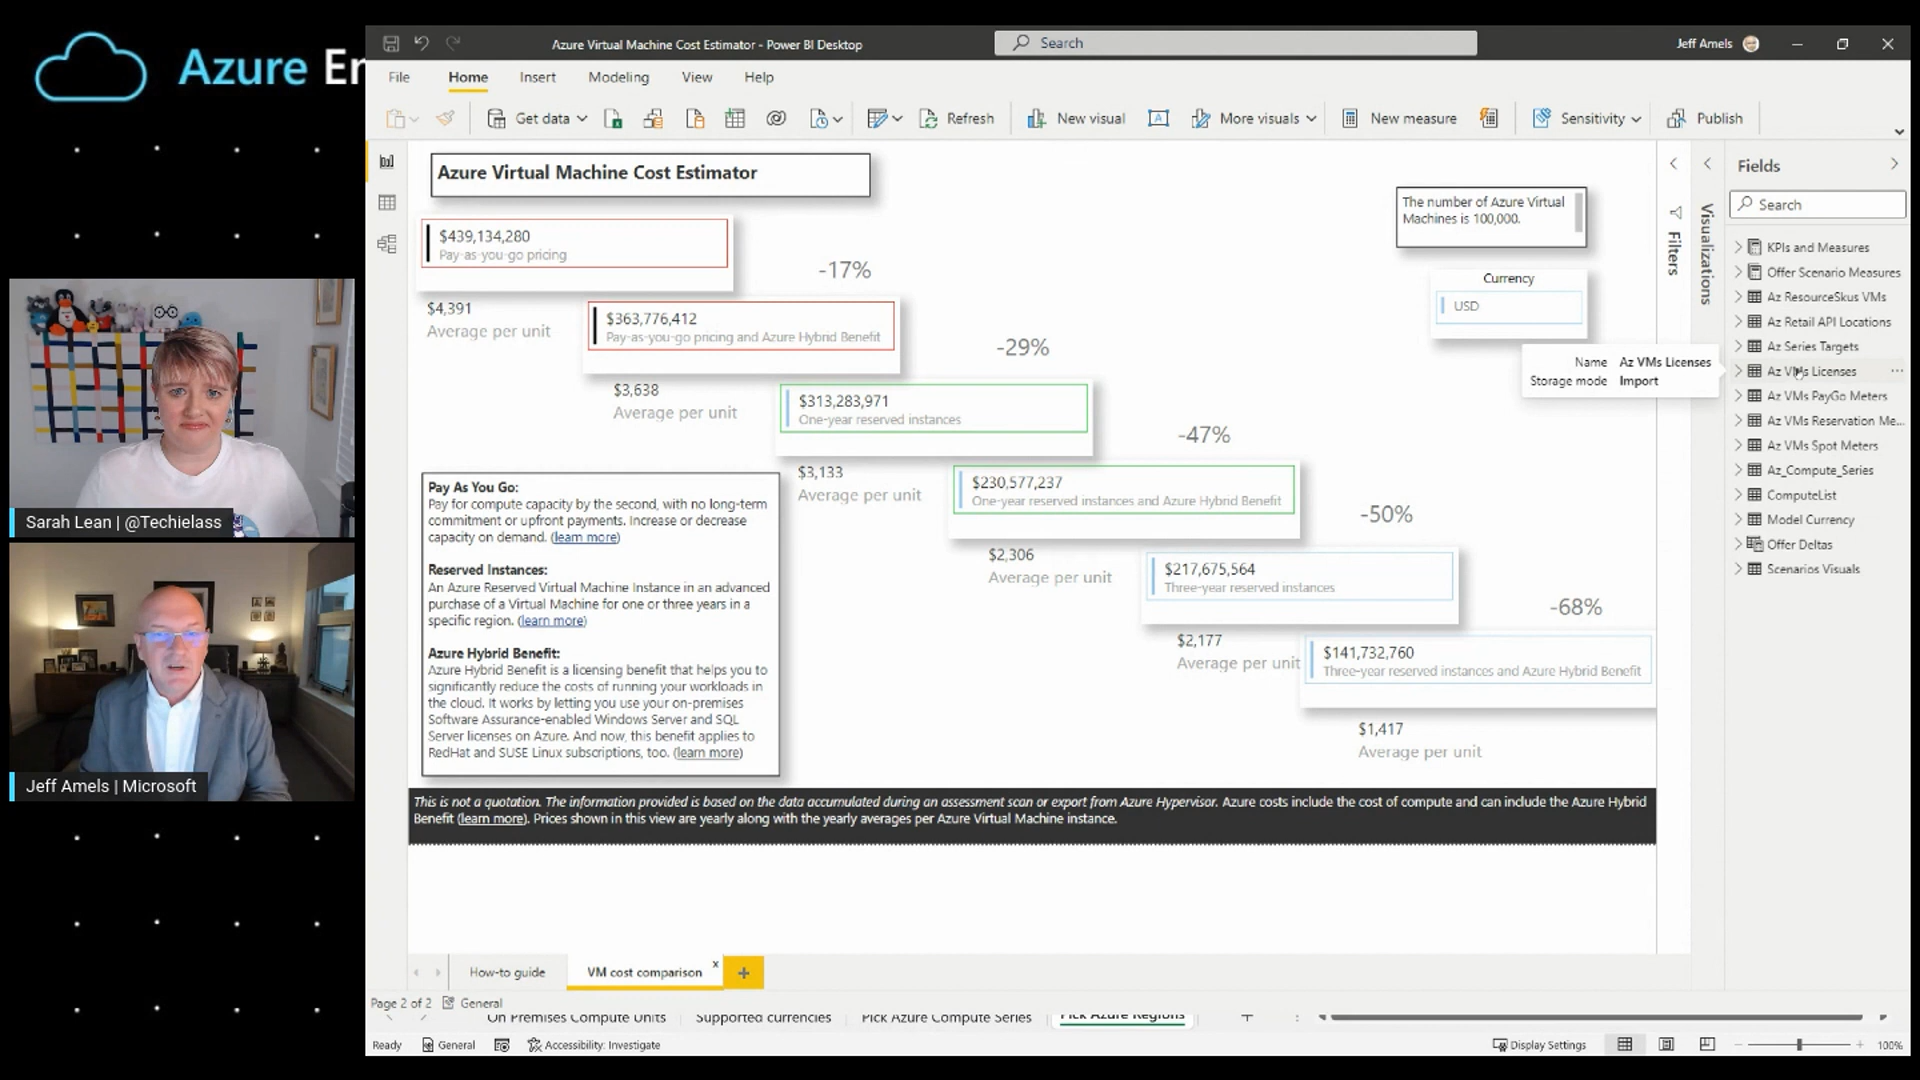 Azure
Azure Virtual Machine Cost Estimator - Power BI Desktop
Search
Jeff Amels
File
Home
Insert
Modeling
View
Help
Get data
Refresh
New visual
More visuals
New measure
Sensitivity
Publish
Azure Virtual Machine Cost Estimator
$439,134,280
Pay-as-you-go pricing
-17%
$4,391
Average per unit
$363,776,412
Pay-as-you-go pricing and Azure Hybrid Benefit
-29%
$3,638
Average per unit
$313,283,971
One-year reserved instances
-47%
$3,133
Average per unit
$230,577,237
One-year reserved instances and Azure Hybrid Benefit
-50%
$2,306
Average per unit
$217,675,564
Three-year reserved instances
-68%
$2,177
Average per unit
$141,732,760
Three-year reserved instances and Azure Hybrid Benefit
$1,417
Average per unit
The number of Azure Virtual
Machines is 100,000.
Currency
USD
Name Az VMs Licenses
Storage mode Import
Pay As You Go:
Pay for compute capacity by the second, with no long-term
commitment or upfront payments. Increase or decrease
capacity on demand. (learn more)
Reserved Instances:
An Azure Reserved Virtual Machine Instance in an advanced
purchase of a Virtual Machine for one or three years in a
specific region. (learn more)
Azure Hybrid Benefit:
Azure Hybrid Benefit is a licensing benefit that helps you to
significantly reduce the costs of running your workloads in
the cloud. It works by letting you use your on-premises
Software Assurance-enabled Windows Server and SQL
Server licenses on Azure. And now, this benefit applies to
RedHat and SUSE Linux subscriptions, too. (learn more)
This is not a quotation. The information provided is based on the data accumulated during an assessment scan or export from Azure Hypervisor. Azure costs include the cost of compute and can include the Azure Hybrid
Benefit (learn more). Prices shown in this view are yearly along with the yearly averages per Azure Virtual Machine instance.
Filters
Visualizations
Fields
Search
KPIs and Measures
Offer Scenario Measures
Az ResourceSkus VMs
Az Retail API Locations
Az Series Targets
Az VMs Licenses
Az VMs PayGo Meters
Az VMs Reservation Me...
Az VMs Spot Meters
Az_Compute_Series
ComputeList
Model Currency
Offer Deltas
Scenarios Visuals
Sarah Lean | @Techielass
Jeff Amels | Microsoft
How-to guide
VM cost comparison
Page 2 of 2
General
On Premises Compute Units
Supported currencies
Pick Azure Compute Series
Pick Azure Regions
Ready
General
Accessibility: Investigate
Display Settings
100%